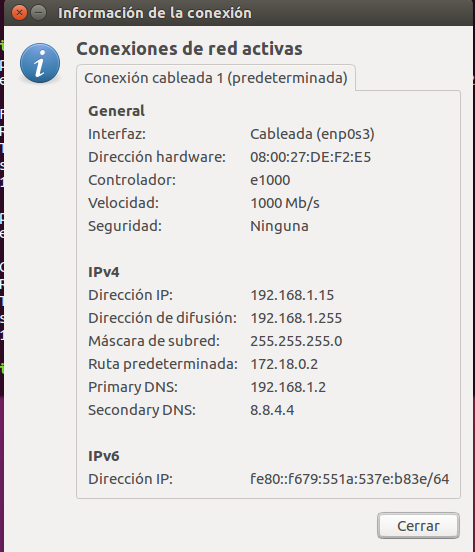 Información de la conexión
Conexiones de red activas
Conexión cableada 1 (predeterminada)
General
Interfaz: Cableada (enp0s3)
Dirección hardware: 08:00:27:DE:F2:E5
Controlador: e1000
Velocidad: 1000 Mb/s
Seguridad: Ninguna
IPv4
Dirección IP: 192.168.1.15
Dirección de difusión: 192.168.1.255
Máscara de subred: 255.255.255.0
Ruta predeterminada: 172.18.0.2
Primary DNS: 192.168.1.2
Secondary DNS: 8.8.4.4
IPv6
Dirección IP: fe80::f679:551a:537e:b83e/64
Cerrar